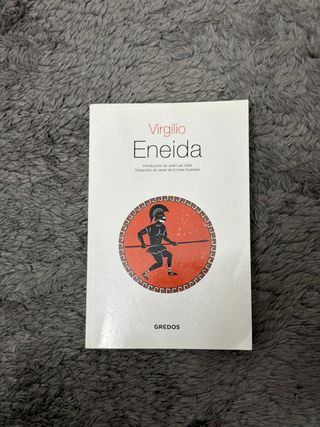 Virgilio
Eneida
Introducción de José Luis Vidal
Traducción de Javier de Echave-Sustaeta
GREDOS